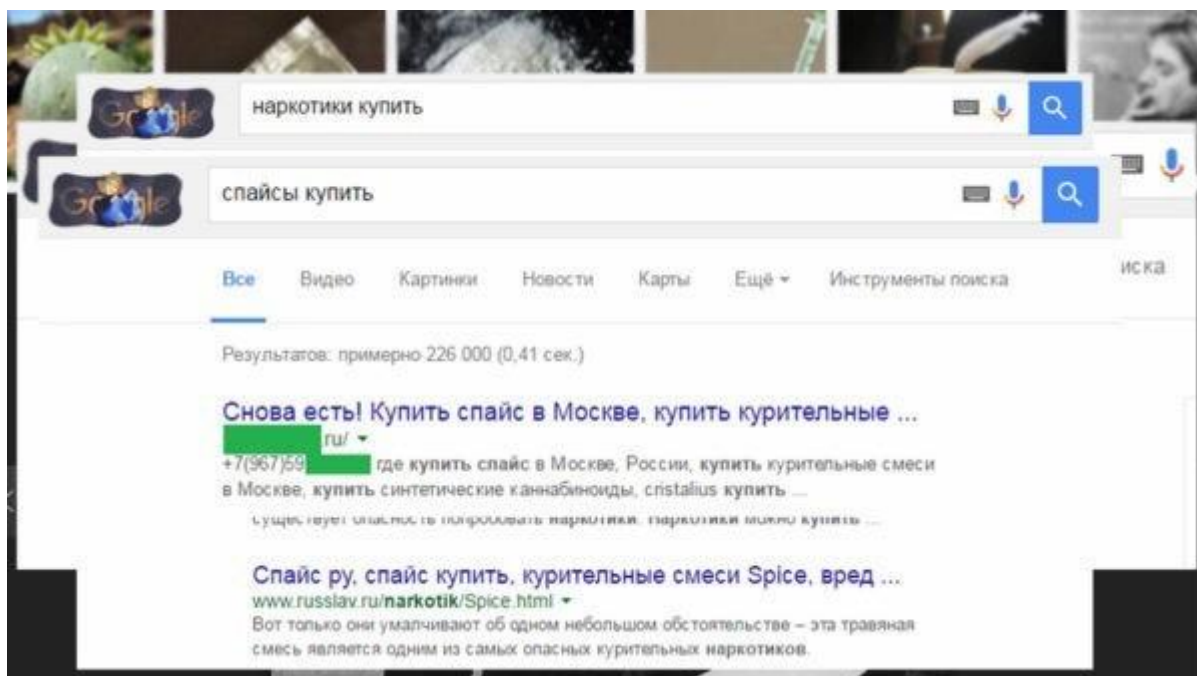 Google
наркотики купить
Google
спайсы купить
Все Видео Картинки Новости Карты Ещё Инструменты поиска
иска
Результатов: примерно 226 000 (0,41 сек.)
Снова есть! Купить спайс в Москве, купить курительные ...
ru/
+7(967)59 где купить спайс в Москве, России, купить курительные смеси
в Москве, купить синтетические каннабиноиды, cristalius купить ...
существует опасность попробовать наркотики. Наркотики можно купить ...
Спайс ру, спайс купить, курительные смеси Spice, вред ...
www.russlav.ru/narkotik/Spice.html
Вот только они умалчивают об одном небольшом обстоятельстве – эта травяная
смесь является одним из самых опасных курительных наркотиков.